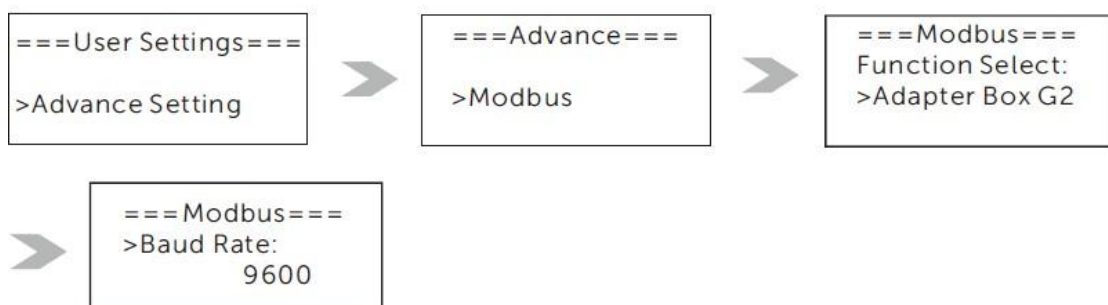 ===User Settings===
>Advance Setting
===Advance===
>Modbus
===Modbus===
Function Select:
>Adapter Box G2
===Modbus===
>Baud Rate:
9600